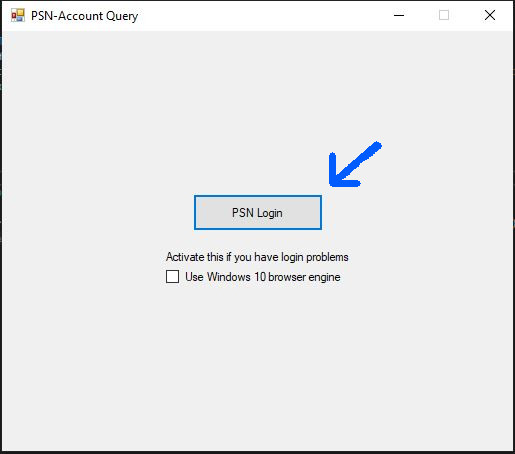 PSN-Account Query
PSN Login
Activate this if you have login problems
Use Windows 10 browser engine